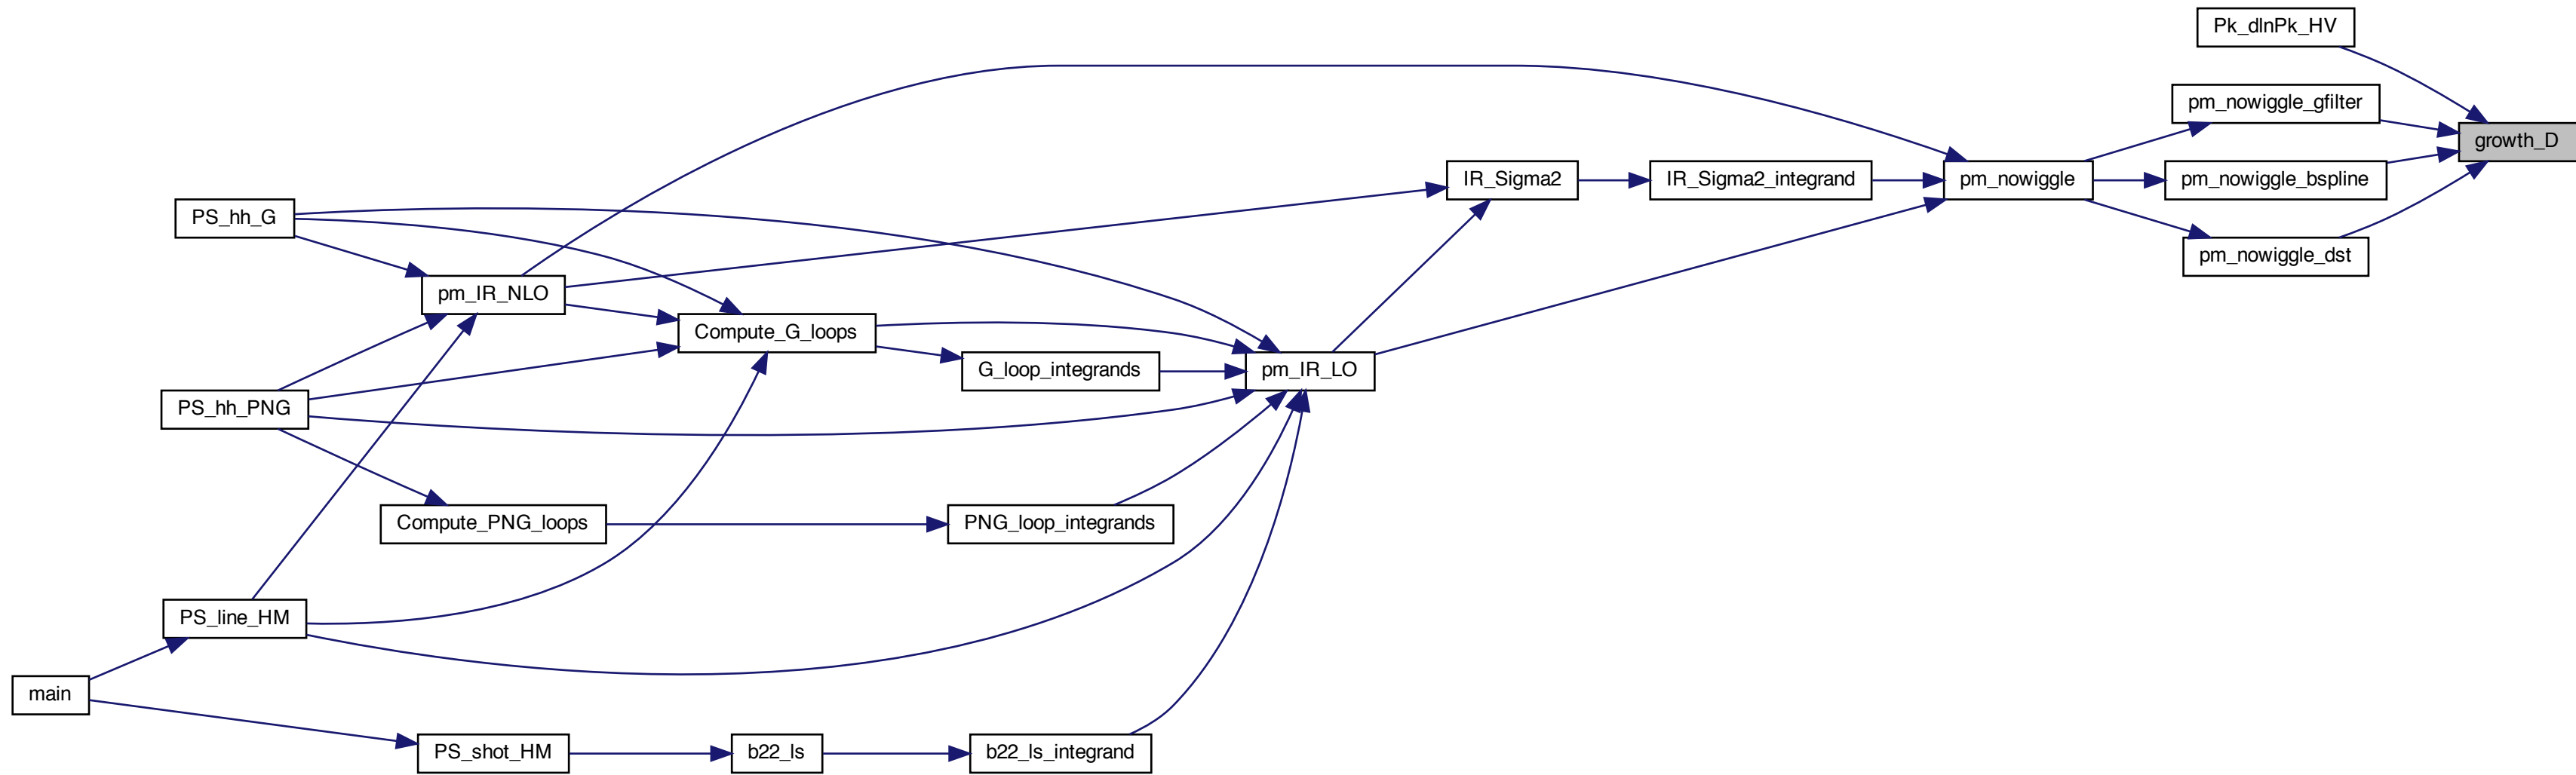 Pk_dlnPk_HV
pm_nowiggle_gfilter
growth_D
IR_Sigma2
IR_Sigma2_integrand
pm_nowiggle
pm_nowiggle_bspline
PS_hh_G
pm_nowiggle_dst
pm_IR_NLO
Compute_G_loops
G_loop_integrands
pm_IR_LO
PS_hh_PNG
Compute_PNG_loops
PNG_loop_integrands
PS_line_HM
main
PS_shot_HM
b22_ls
b22_ls_integrand